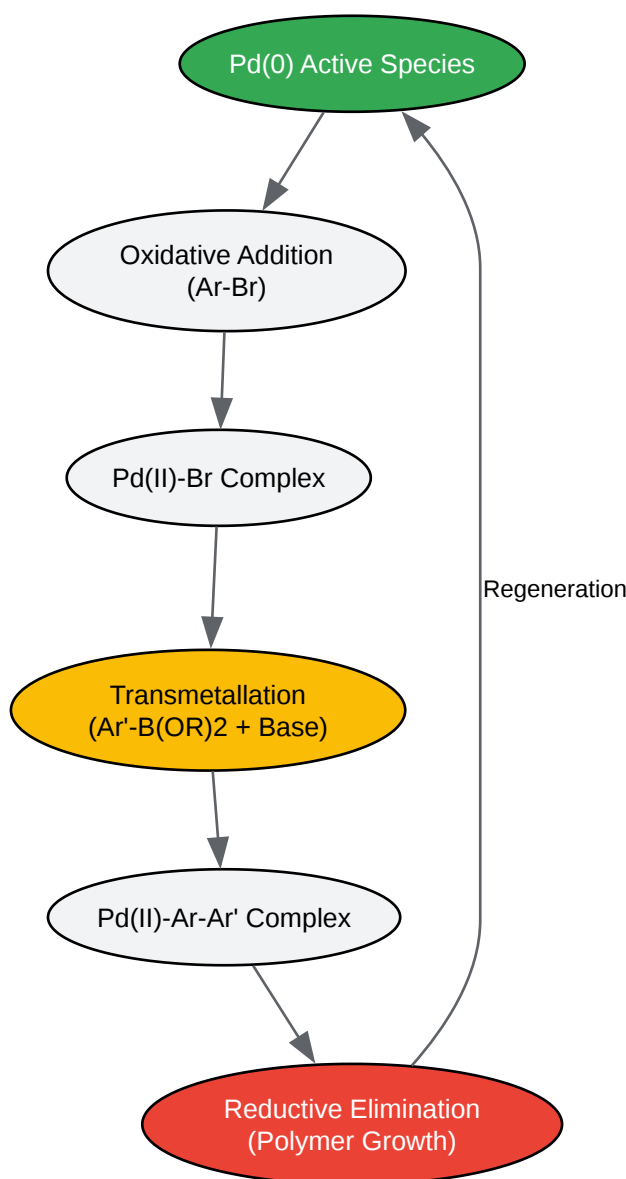 Pd(0) Active Species
Oxidative Addition
(Ar-Br)
Pd(II)-Br Complex
Regeneration
Transmetallation
(Ar'-B(OR)2 + Base)
Pd(II)-Ar-Ar' Complex
Reductive Elimination
(Polymer Growth)